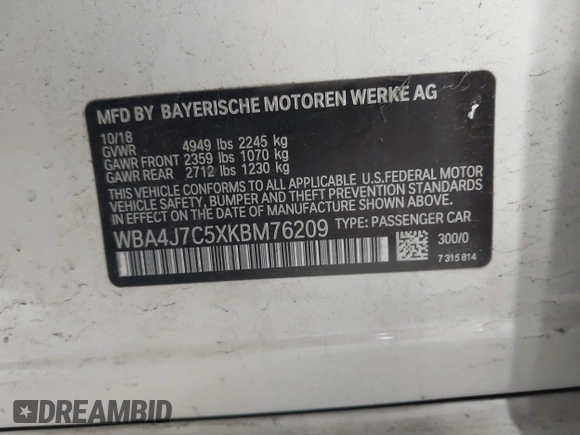 MFD BY BAYERISCHE MOTOREN WERKE AG
10/18
GVWR 4949 lbs 2245 kg
GAWR FRONT 2359 lbs 1070 kg
GAWR REAR 2712 lbs 1230 kg
THIS VEHICLE CONFORMS TO ALL APPLICABLE U.S.FEDERAL MOTOR
VEHICLE SAFETY, BUMPER AND THEFT PREVENTION STANDARDS
IN EFFECT ON THE DATE OF MANUFACTURE SHOWN ABOVE.
WBA4J7C5XKBM76209 TYPE: PASSENGER CAR
300/0
7 315 814
DREAMBID